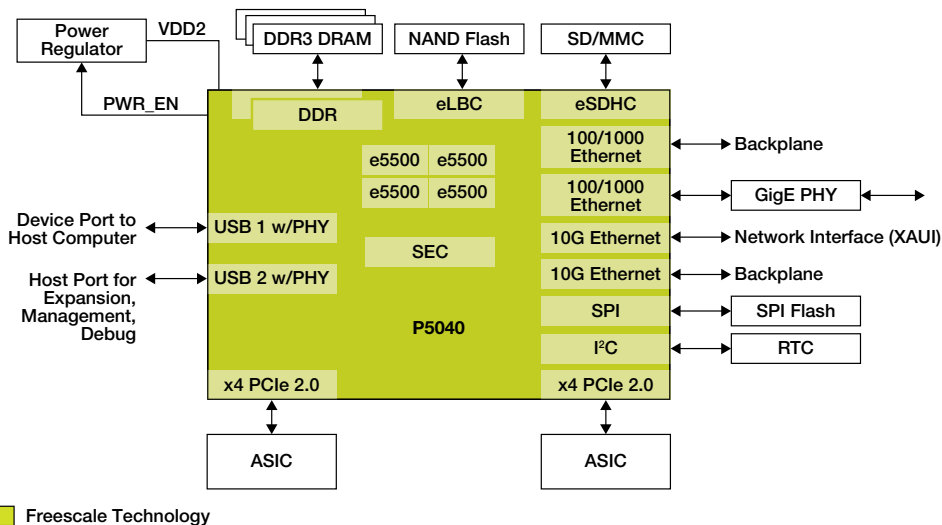 Power
Regulator
VDD2
PWR_EN
DDR3 DRAM
NAND Flash
SD/MMC
DDR
eLBC
eSDHC
e5500
e5500
e5500
e5500
SEC
P5040
100/1000
Ethernet
Backplane
100/1000
Ethernet
GigE PHY
Device Port to
Host Computer
USB 1 w/PHY
10G Ethernet
Network Interface (XAUI)
Host Port for
Expansion,
Management,
Debug
USB 2 w/PHY
10G Ethernet
Backplane
SPI
SPI Flash
I²C
RTC
x4 PCIe 2.0
x4 PCIe 2.0
ASIC
ASIC
Freescale Technology